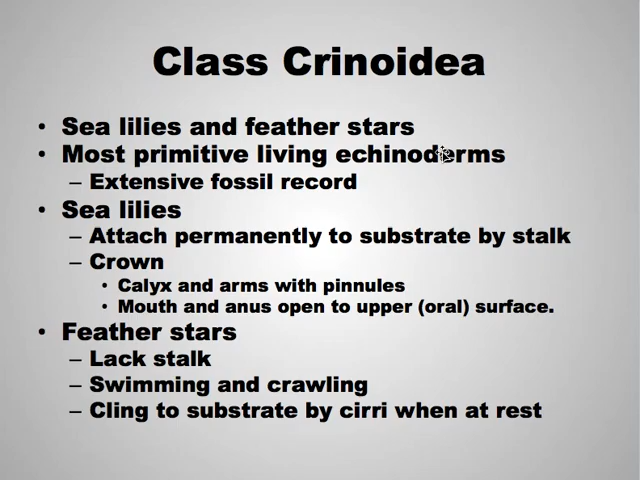 Class Crinoidea
• Sea lilies and feather stars
• Most primitive living echinoderms
– Extensive fossil record
• Sea lilies
– Attach permanently to substrate by stalk
– Crown
• Calyx and arms with pinnules
• Mouth and anus open to upper (oral) surface.
• Feather stars
– Lack stalk
– Swimming and crawling
– Cling to substrate by cirri when at rest